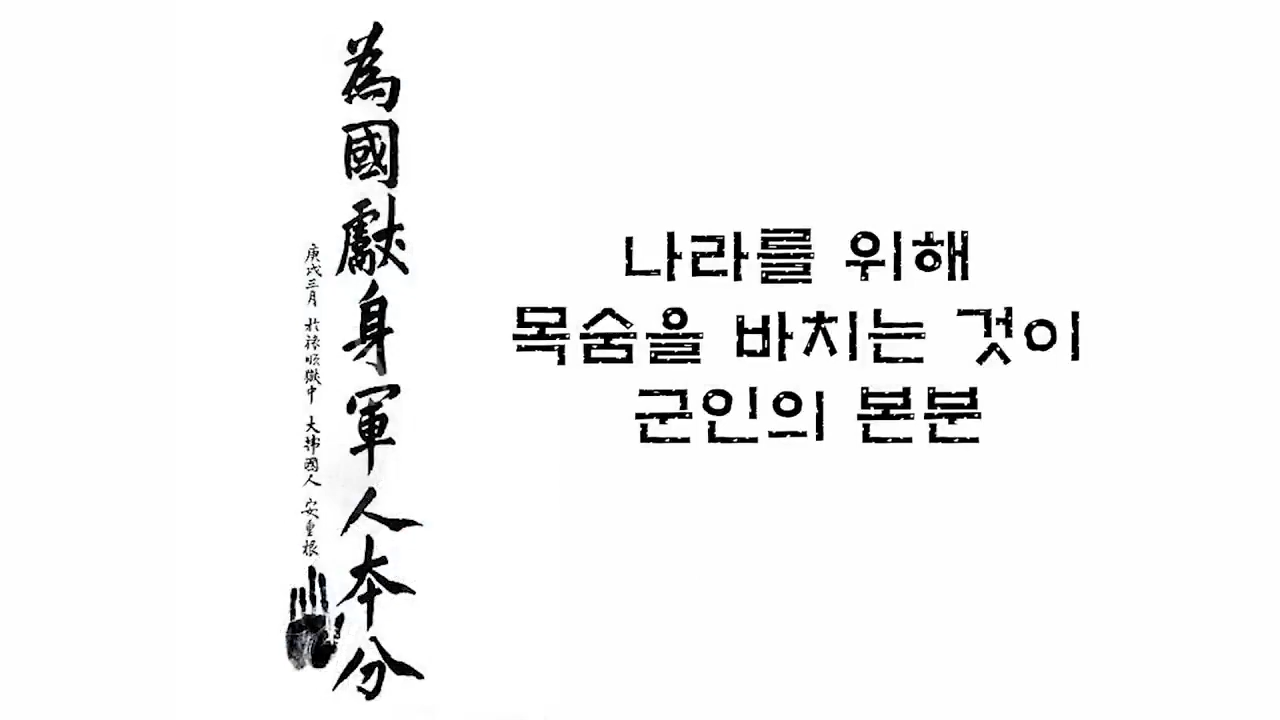 為國獻身軍人本分
庚戌三月 於旅順獄中 大韓國人 安重根
나라를 위해
목숨을 바치는 것이
군인의 본분